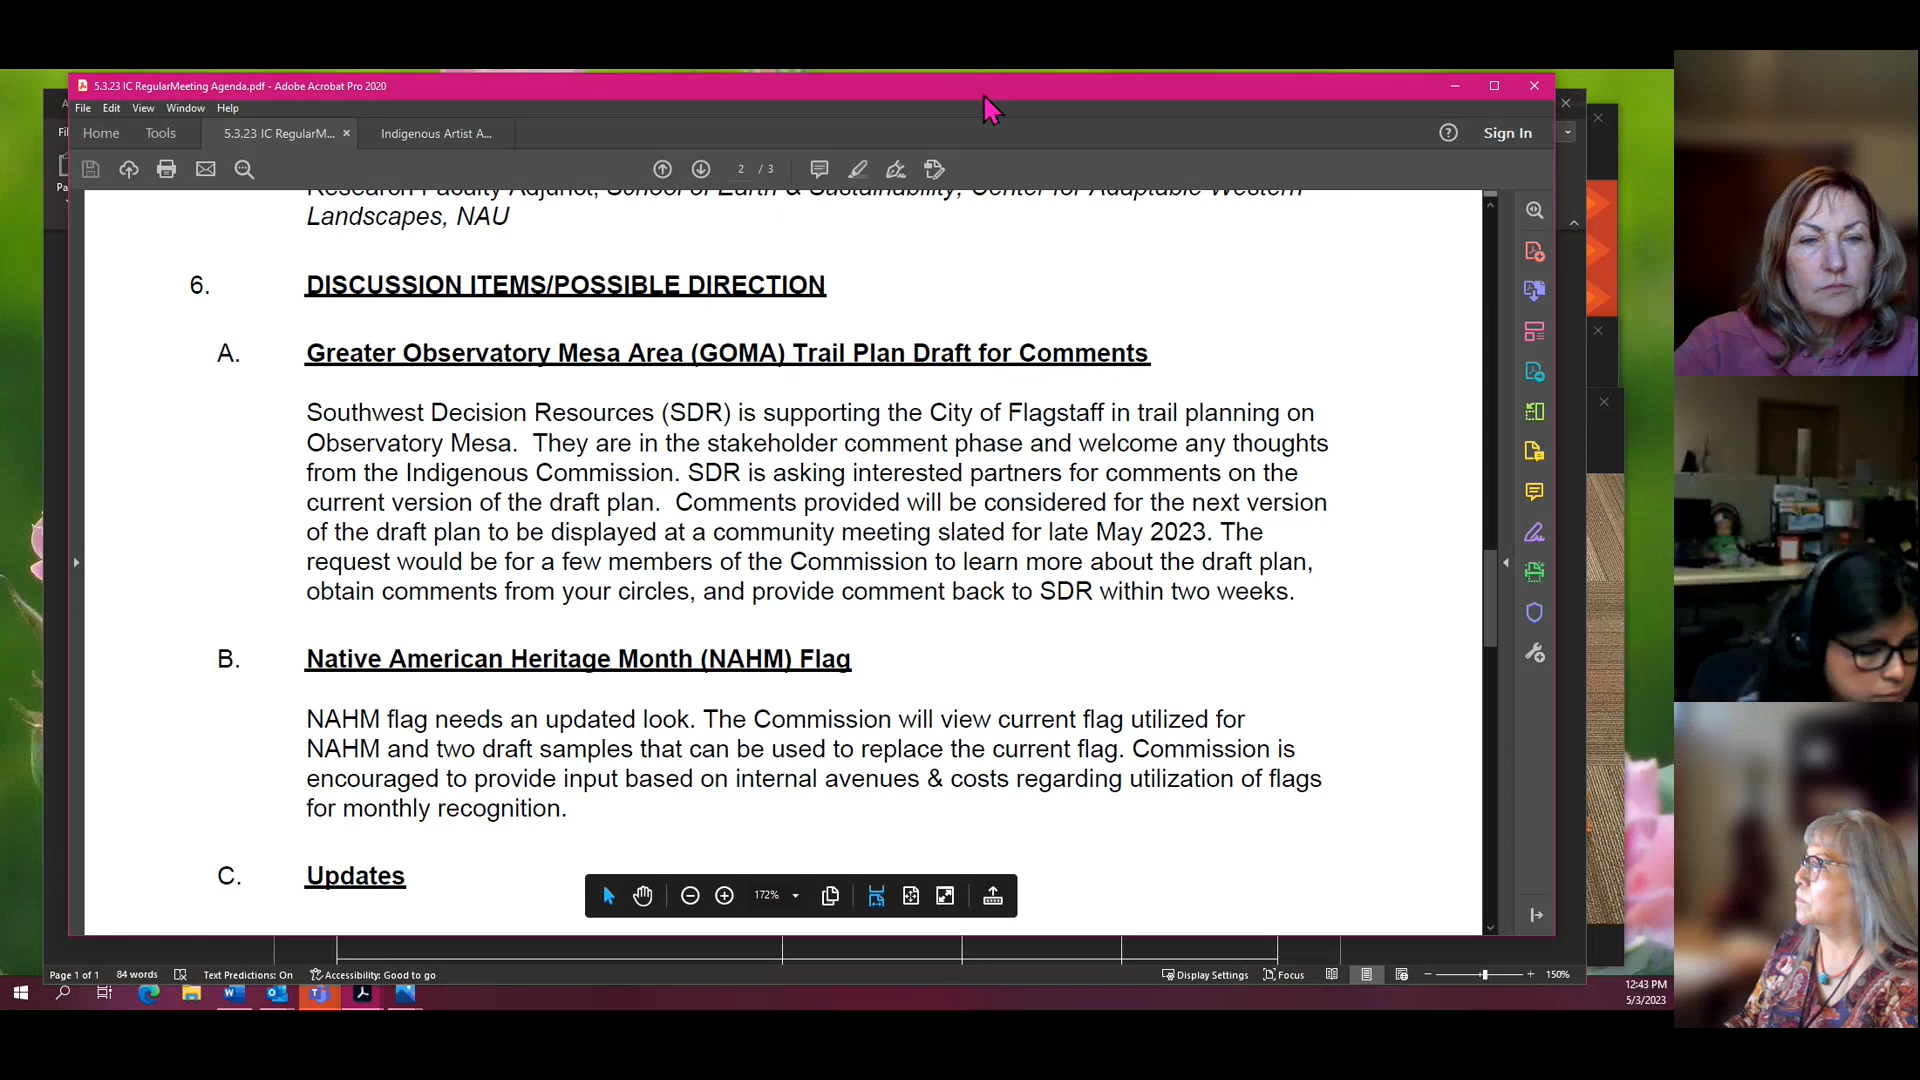 5.3.23 IC RegularMeeting Agenda.pdf - Adobe Acrobat Pro 2020
File Edit View Window Help
Home Tools 5.3.23 IC RegularM... × Indigenous Artist A... Sign In
2 / 3
Research Faculty Adjunct, School of Earth & Sustainability, Center for Adaptable Western
Landscapes, NAU
6. DISCUSSION ITEMS/POSSIBLE DIRECTION
A. Greater Observatory Mesa Area (GOMA) Trail Plan Draft for Comments
Southwest Decision Resources (SDR) is supporting the City of Flagstaff in trail planning on
Observatory Mesa. They are in the stakeholder comment phase and welcome any thoughts
from the Indigenous Commission. SDR is asking interested partners for comments on the
current version of the draft plan. Comments provided will be considered for the next version
of the draft plan to be displayed at a community meeting slated for late May 2023. The
request would be for a few members of the Commission to learn more about the draft plan,
obtain comments from your circles, and provide comment back to SDR within two weeks.
B. Native American Heritage Month (NAHM) Flag
NAHM flag needs an updated look. The Commission will view current flag utilized for
NAHM and two draft samples that can be used to replace the current flag. Commission is
encouraged to provide input based on internal avenues & costs regarding utilization of flags
for monthly recognition.
C. Updates
172%
Page 1 of 1 84 words Text Predictions: On Accessibility: Good to go Display Settings Focus 150%
12:43 PM
5/3/2023